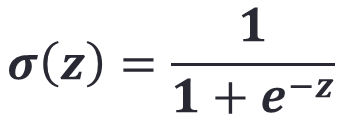 σ(z) = 1 / (1 + e^{-z})